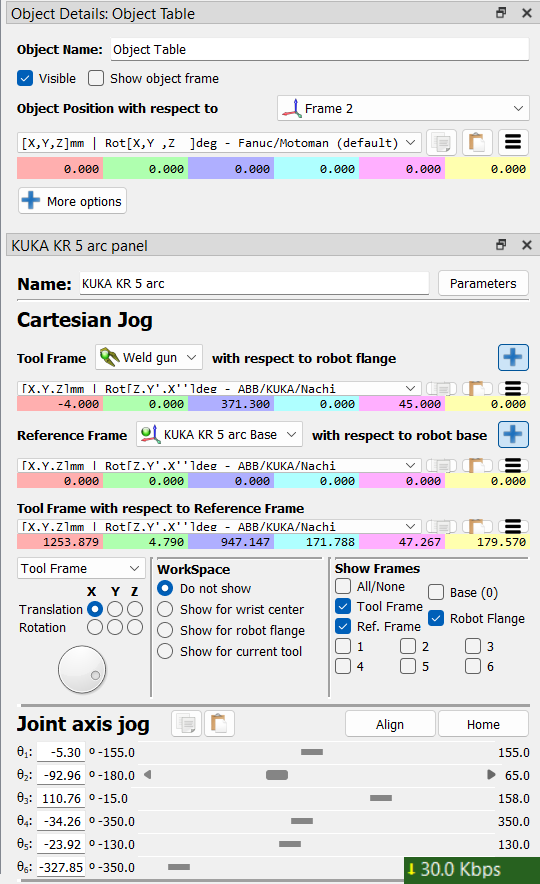 Object Details: Object Table
Object Name: Object Table
Visible Show object frame
Object Position with respect to Frame 2
[X,Y,Z]mm | Rot[X,Y ,Z ]deg - Fanuc/Motoman (default)
0.000 0.000 0.000 0.000 0.000 0.000
More options
KUKA KR 5 arc panel
Name: KUKA KR 5 arc Parameters
Cartesian Jog
Tool Frame Weld gun with respect to robot flange
[X,Y,Z]mm | Rot[Z,Y',X'']deg - ABB/KUKA/Nachi
-4.000 0.000 371.300 0.000 45.000 0.000
Reference Frame KUKA KR 5 arc Base with respect to robot base
[X,Y,Z]mm | Rot[Z,Y',X'']deg - ABB/KUKA/Nachi
0.000 0.000 0.000 0.000 0.000 0.000
Tool Frame with respect to Reference Frame
[X,Y,Z]mm | Rot[Z,Y',X'']deg - ABB/KUKA/Nachi
1253.879 4.790 947.147 171.788 47.267 179.570
Tool Frame
X Y Z
Translation
Rotation
WorkSpace
Do not show
Show for wrist center
Show for robot flange
Show for current tool
Show Frames
All/None Base (0)
Tool Frame Robot Flange
Ref. Frame
1 2 3
4 5 6
Joint axis jog Align Home
θ1: -5.30 º -155.0 155.0
θ2: -92.96 º -180.0 65.0
θ3: 110.76 º -15.0 158.0
θ4: -34.26 º -350.0 350.0
θ5: -23.92 º -130.0 130.0
θ6: -327.85 º -350.0
30.0 Kbps